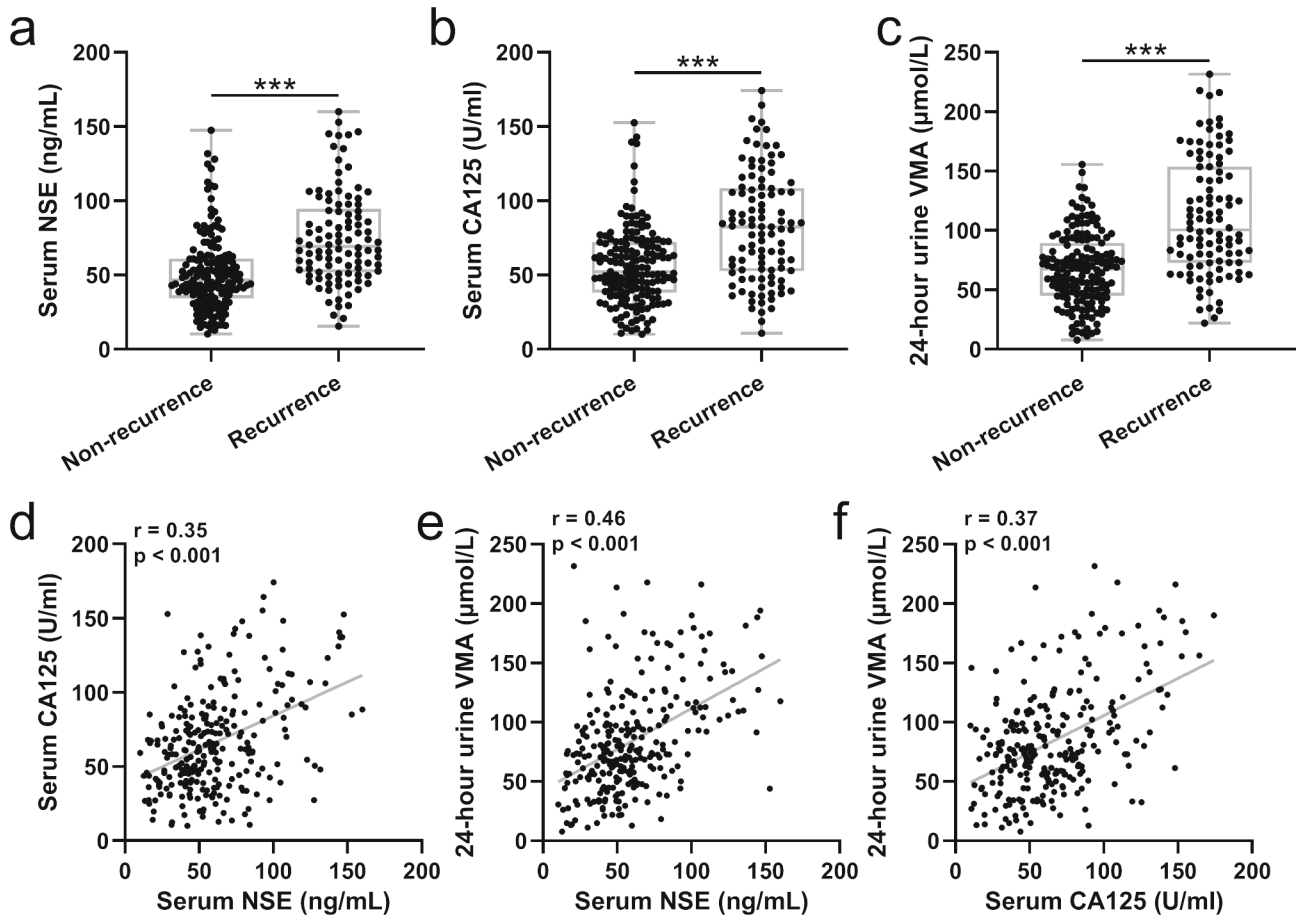 a
Serum NSE (ng/mL)
200
150
100
50
0
***
Non-recurrence
Recurrence
b
Serum CA125 (U/ml)
200
150
100
50
0
***
Non-recurrence
Recurrence
c
24-hour urine VMA (μmol/L)
250
200
150
100
50
0
***
Non-recurrence
Recurrence
d
r = 0.35
p < 0.001
Serum CA125 (U/ml)
200
150
100
50
0
0
50
100
150
200
Serum NSE (ng/mL)
e
r = 0.46
p < 0.001
24-hour urine VMA (μmol/L)
250
200
150
100
50
0
0
50
100
150
200
Serum NSE (ng/mL)
f
r = 0.37
p < 0.001
24-hour urine VMA (μmol/L)
250
200
150
100
50
0
0
50
100
150
200
Serum CA125 (U/ml)